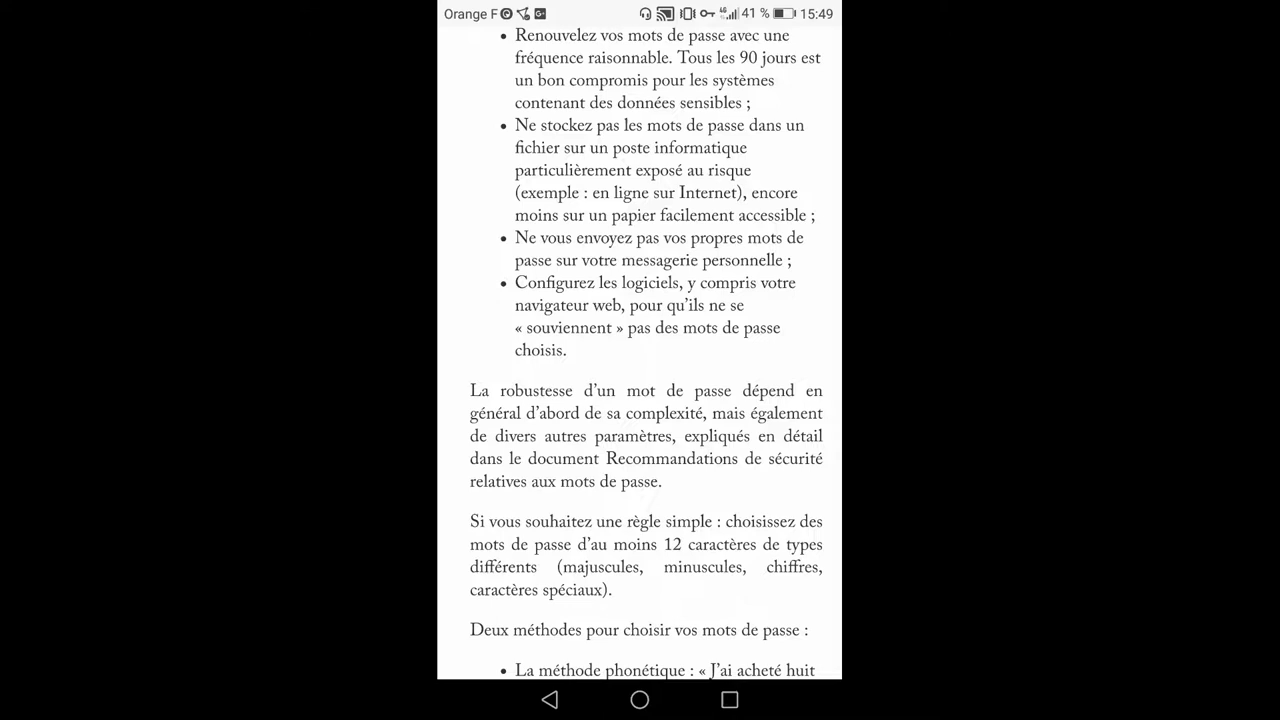 Orange F 4G 41 % 15:49
• Renouvelez vos mots de passe avec une
fréquence raisonnable. Tous les 90 jours est
un bon compromis pour les systèmes
contenant des données sensibles ;
• Ne stockez pas les mots de passe dans un
fichier sur un poste informatique
particulièrement exposé au risque
(exemple : en ligne sur Internet), encore
moins sur un papier facilement accessible ;
• Ne vous envoyez pas vos propres mots de
passe sur votre messagerie personnelle ;
• Configurez les logiciels, y compris votre
navigateur web, pour qu’ils ne se
« souviennent » pas des mots de passe
choisis.
La robustesse d’un mot de passe dépend en
général d’abord de sa complexité, mais également
de divers autres paramètres, expliqués en détail
dans le document Recommandations de sécurité
relatives aux mots de passe.
Si vous souhaitez une règle simple : choisissez des
mots de passe d’au moins 12 caractères de types
différents (majuscules, minuscules, chiffres,
caractères spéciaux).
Deux méthodes pour choisir vos mots de passe :
• La méthode phonétique : « J’ai acheté huit